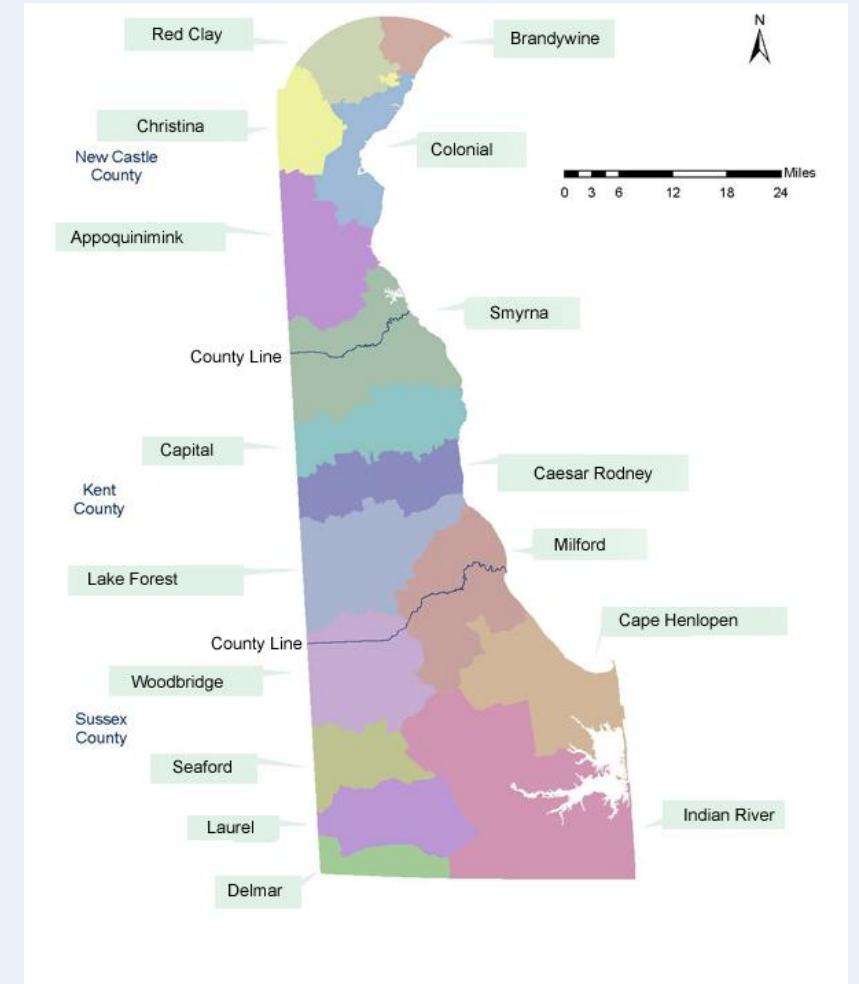 Red Clay
Brandywine
N
Christina
New Castle
County
Colonial
Miles
0 3 6 12 18 24
Appoquinimink
Smyrna
County Line
Capital
Caesar Rodney
Kent
County
Milford
Lake Forest
Cape Henlopen
County Line
Woodbridge
Sussex
County
Seaford
Indian River
Laurel
Delmar